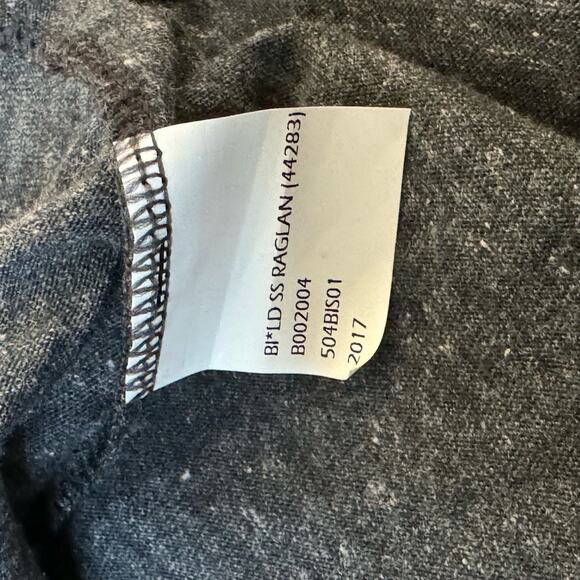 BI*LD SS RAGLAN (44283)
B002004
504BIS01
2017